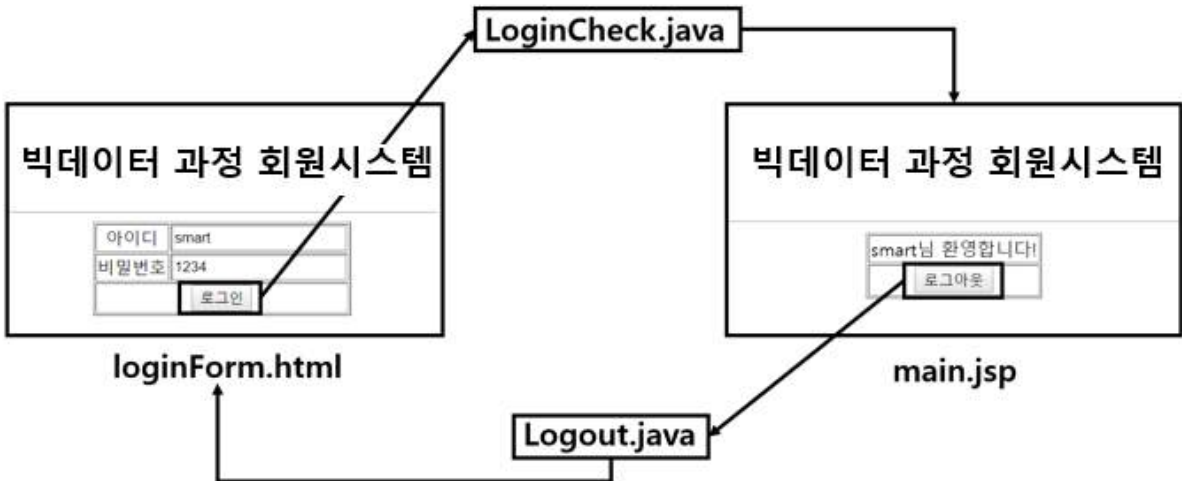 LoginCheck.java
빅데이터 과정 회원시스템
아이디 smart
비밀번호 1234
로그인
loginForm.html
빅데이터 과정 회원시스템
smart님 환영합니다!
로그아웃
main.jsp
Logout.java